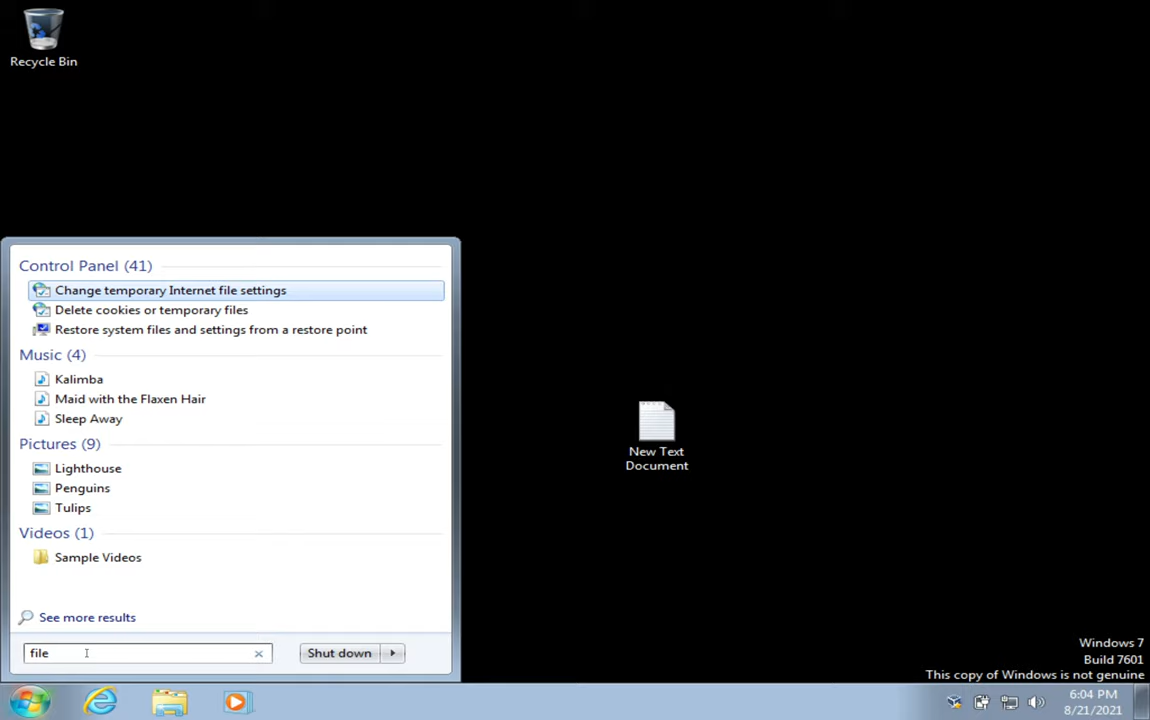 Recycle Bin
Control Panel (41)
Change temporary Internet file settings
Delete cookies or temporary files
Restore system files and settings from a restore point
Music (4)
Kalimba
Maid with the Flaxen Hair
Sleep Away
Pictures (9)
Lighthouse
Penguins
Tulips
Videos (1)
Sample Videos
See more results
file
Shut down
New Text
Document
Windows 7
Build 7601
This copy of Windows is not genuine
6:04 PM
8/21/2021